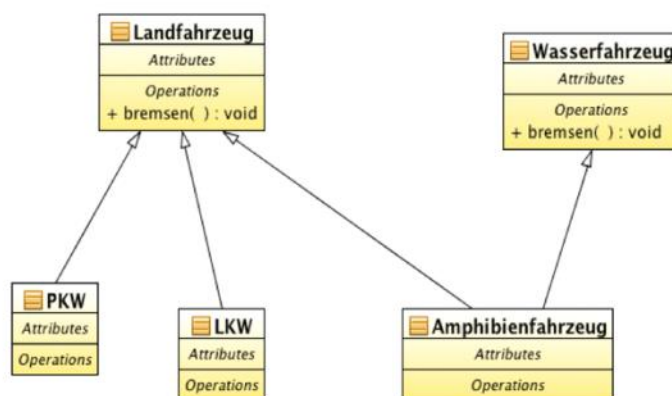 Landfahrzeug
Attributes
Operations
+ bremsen( ) : void
Wasserfahrzeug
Attributes
Operations
+ bremsen( ) : void
PKW
Attributes
Operations
LKW
Attributes
Operations
Amphibienfahrzeug
Attributes
Operations